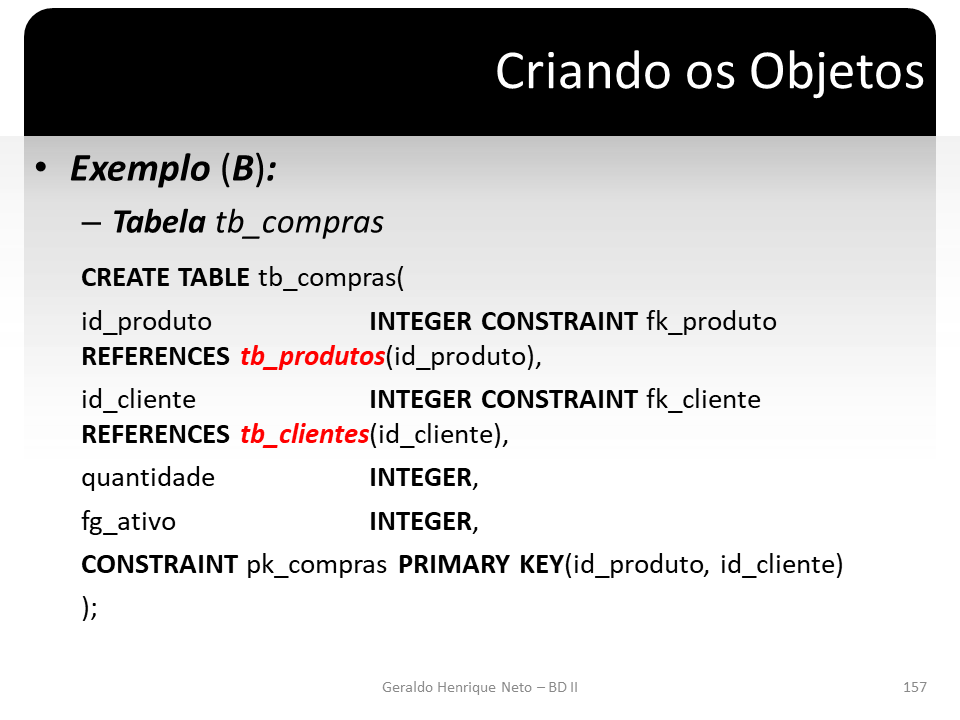 Criando os Objetos
• Exemplo (B):
– Tabela tb_compras
CREATE TABLE tb_compras(
id_produto INTEGER CONSTRAINT fk_produto
REFERENCES tb_produtos(id_produto),
id_cliente INTEGER CONSTRAINT fk_cliente
REFERENCES tb_clientes(id_cliente),
quantidade INTEGER,
fg_ativo INTEGER,
CONSTRAINT pk_compras PRIMARY KEY(id_produto, id_cliente)
);
Geraldo Henrique Neto – BD II 157